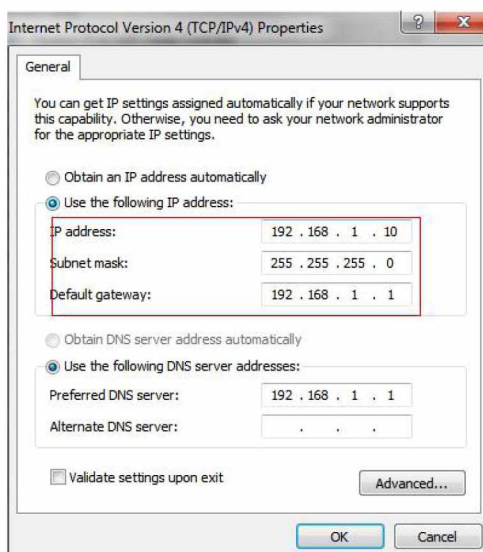 Internet Protocol Version 4 (TCP/IPv4) Properties
General
You can get IP settings assigned automatically if your network supports
this capability. Otherwise, you need to ask your network administrator
for the appropriate IP settings.
Obtain an IP address automatically
Use the following IP address:
IP address: 192 . 168 . 1 . 10
Subnet mask: 255 . 255 . 255 . 0
Default gateway: 192 . 168 . 1 . 1
Obtain DNS server address automatically
Use the following DNS server addresses:
Preferred DNS server: 192 . 168 . 1 . 1
Alternate DNS server: . . .
Validate settings upon exit
Advanced...
OK Cancel